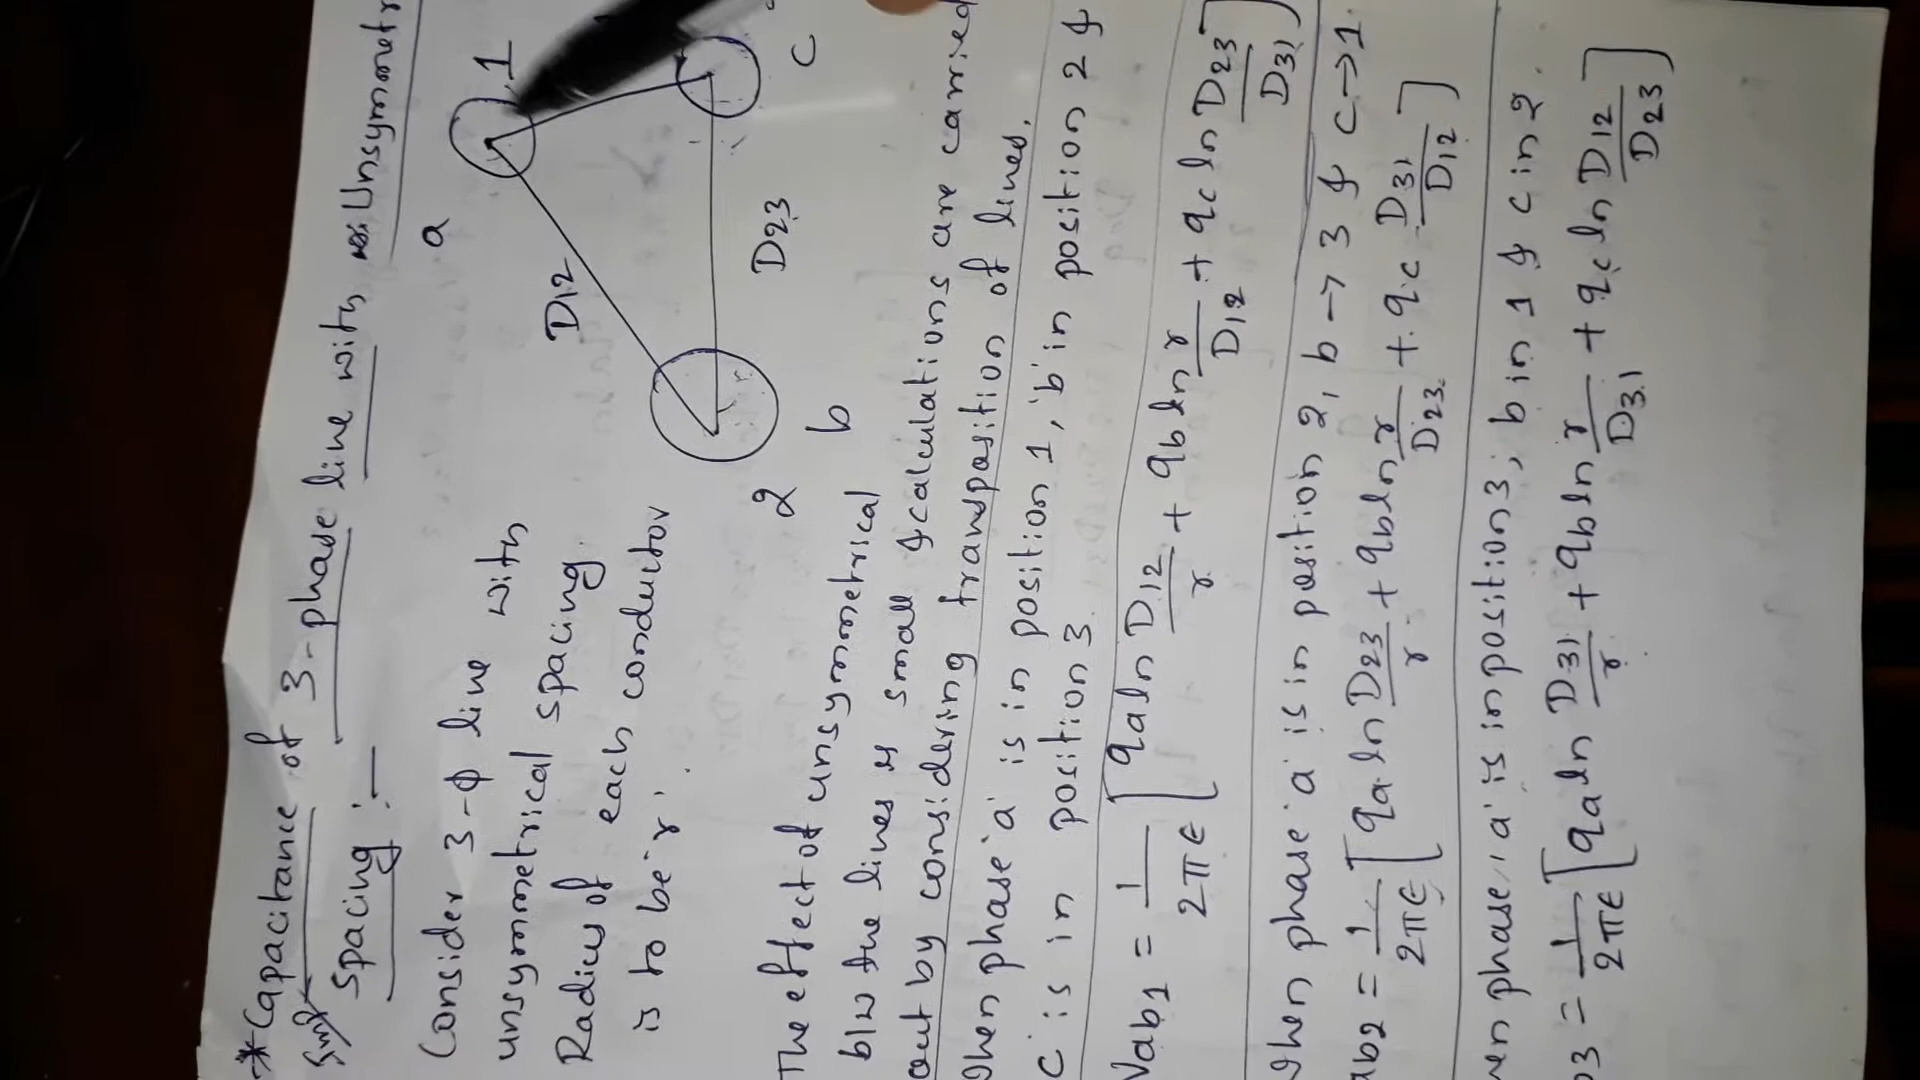 * Capacitance of 3-phase line with Unsymmetr
spacing :-
a
1
D12
D23
c
2
b
Consider 3-ϕ line with
unsymmetrical spacing
Radius of each conductor
is to be 'r'.
The effect of unsymmetrical
b/w the lines is small & calculations are carried
out by considering transposition of lines.
When phase 'a' is in position 1, 'b' in position 2 &
C is in position 3
Vab1 = 1/2πϵ [qa ln D12/r + qb ln r/D12 + qc ln D23/D31]
When phase 'a' is in position 2, b → 3 & c → 1.
ab2 = 1/2πϵ [qa ln D23/r + qb ln r/D23 + qc D31/D12]
en phase 'a' is in position 3, b in 1 & c in 2.
b3 = 1/2πϵ [qa ln D31/r + qb ln r/D31 + qc ln D12/D23]